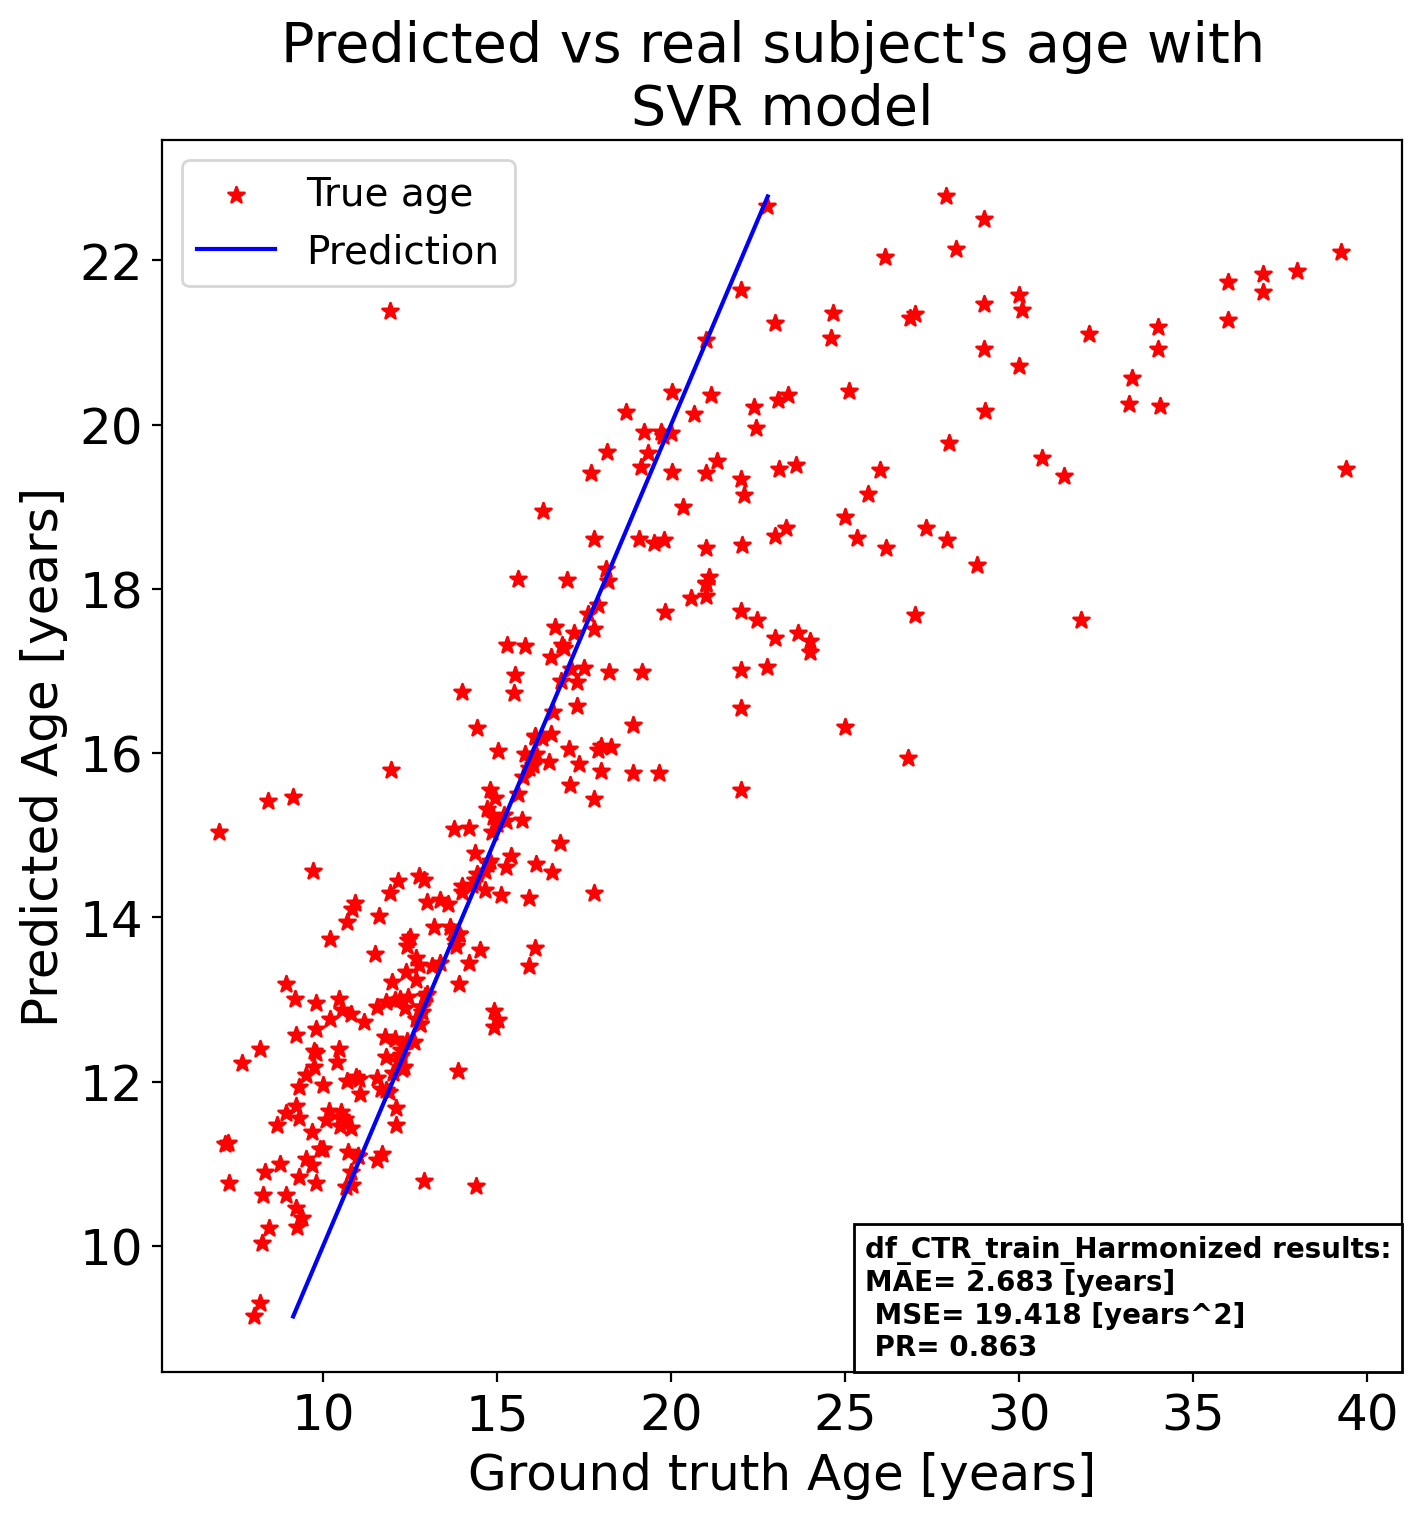 Predicted vs real subject's age with
SVR model
True age
Prediction
Predicted Age [years]
22
20
18
16
14
12
10
df_CTR_train_Harmonized results:
MAE= 2.683 [years]
MSE= 19.418 [years^2]
PR= 0.863
10 15 20 25 30 35 40
Ground truth Age [years]